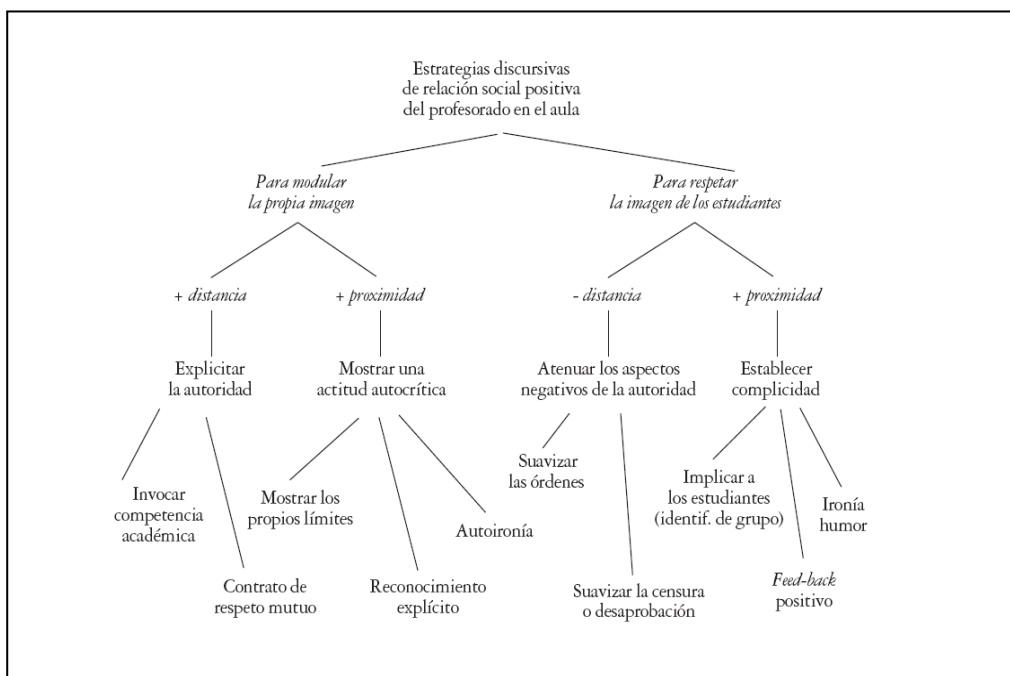 Estrategias discursivas
de relación social positiva
del profesorado en el aula
Para modular
la propia imagen
Para respetar
la imagen de los estudiantes
+ distancia
+ proximidad
- distancia
+ proximidad
Explicitar
la autoridad
Mostrar una
actitud autocrítica
Atenuar los aspectos
negativos de la autoridad
Establecer
complicidad
Invocar
competencia
académica
Contrato de
respeto mutuo
Mostrar los
propios límites
Reconocimiento
explícito
Autoironía
Suavizar
las órdenes
Suavizar la censura
o desaprobación
Implicar a
los estudiantes
(identif. de grupo)
Feed-back
positivo
Ironía
humor